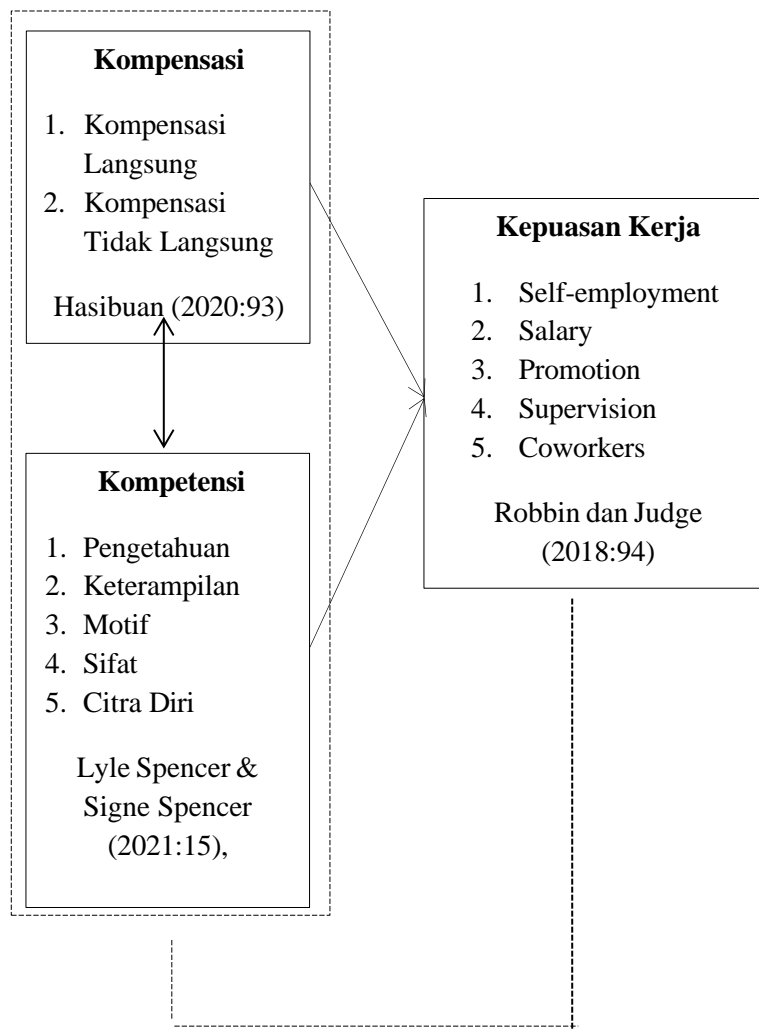 Kompensasi
1. Kompensasi
Langsung
2. Kompensasi
Tidak Langsung
Hasibuan (2020:93)
Kompetensi
1. Pengetahuan
2. Keterampilan
3. Motif
4. Sifat
5. Citra Diri
Lyle Spencer &
Signe Spencer
(2021:15),
Kepuasan Kerja
1. Self-employment
2. Salary
3. Promotion
4. Supervision
5. Coworkers
Robbin dan Judge
(2018:94)